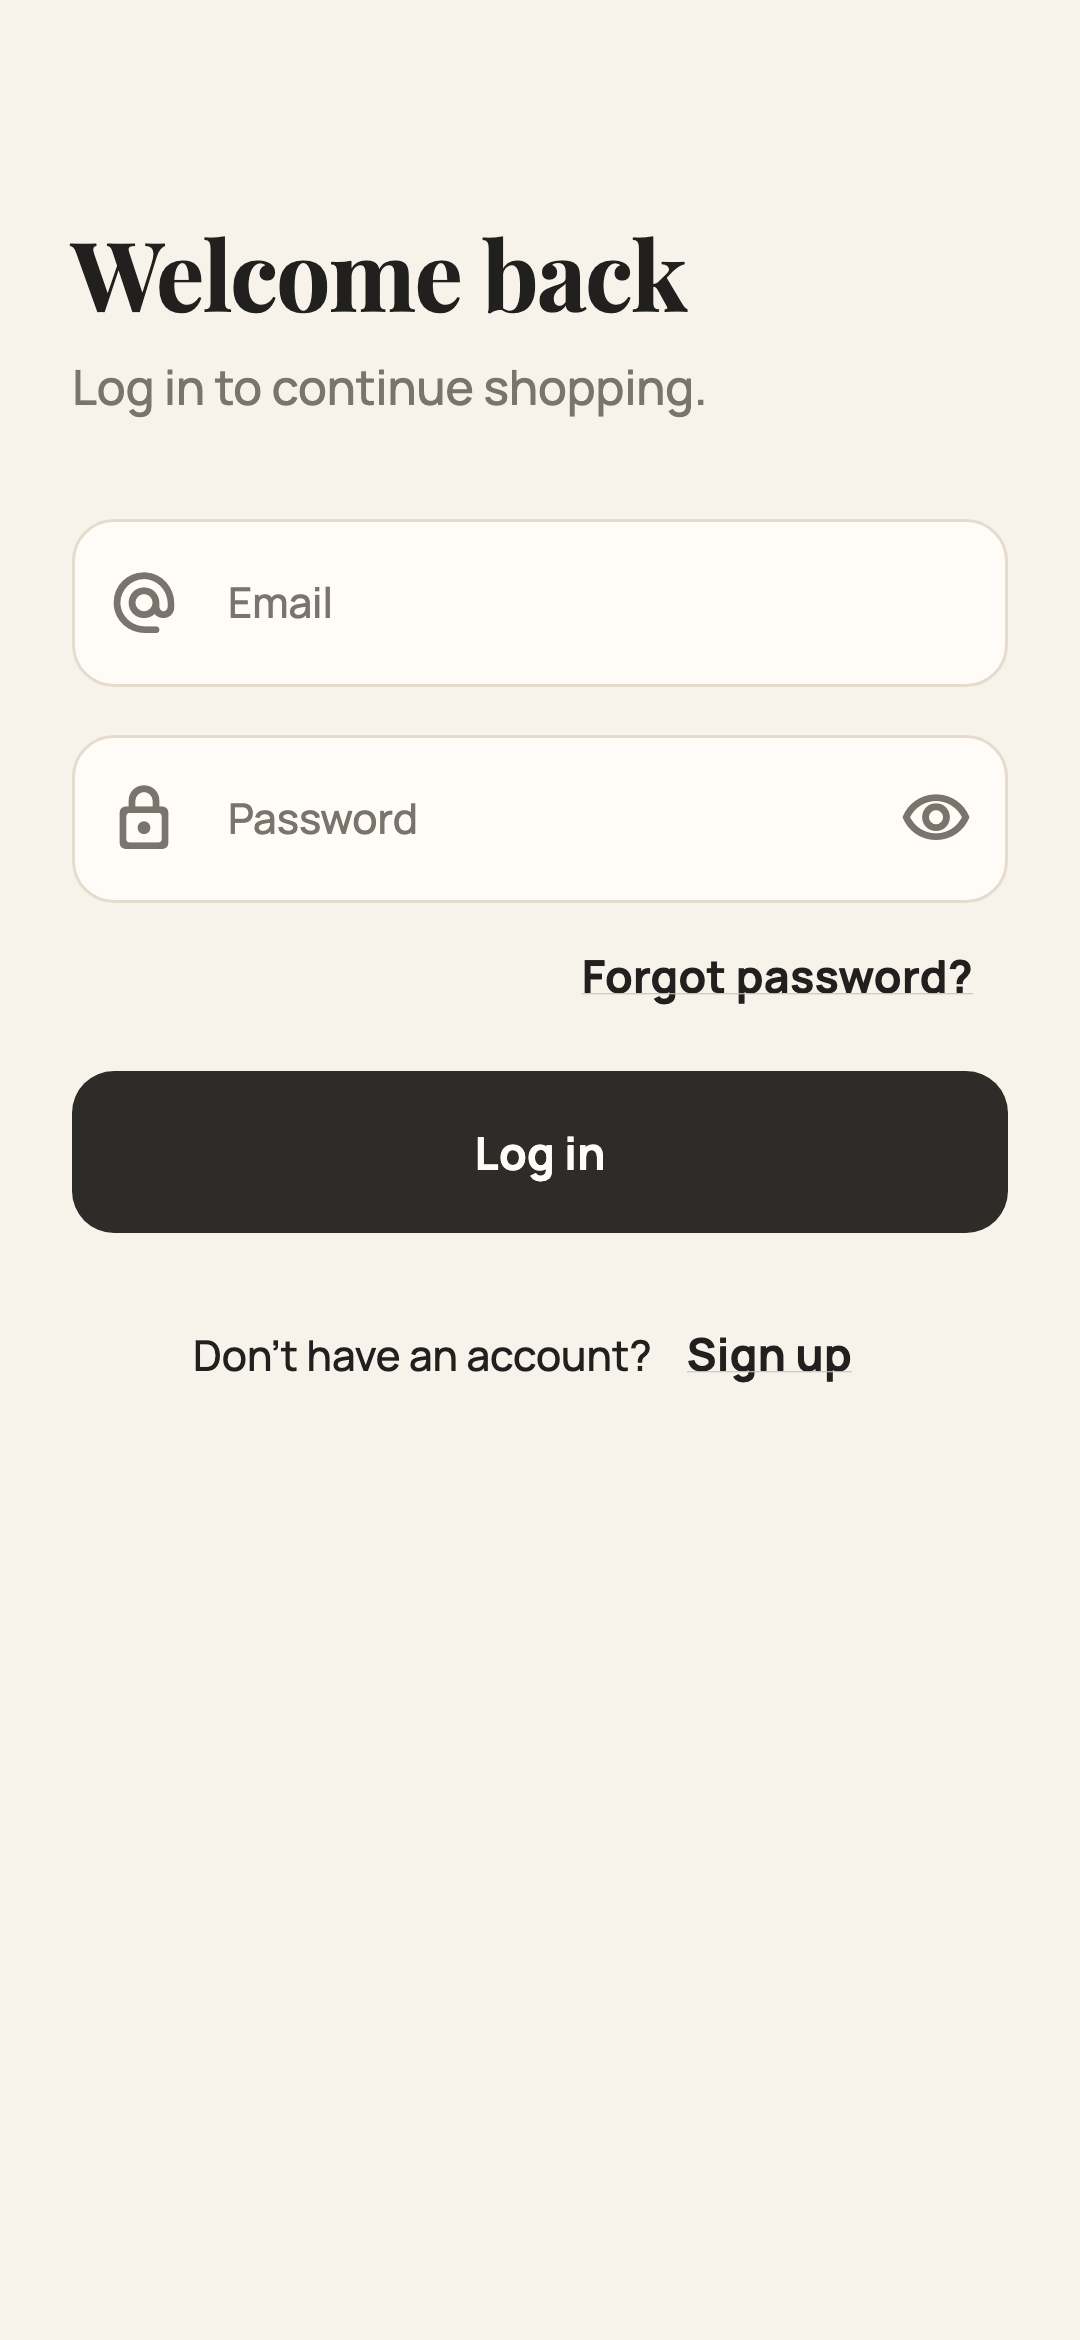 Welcome back
Log in to continue shopping.
Email
Password
Forgot password?
Log in
Don’t have an account? Sign up